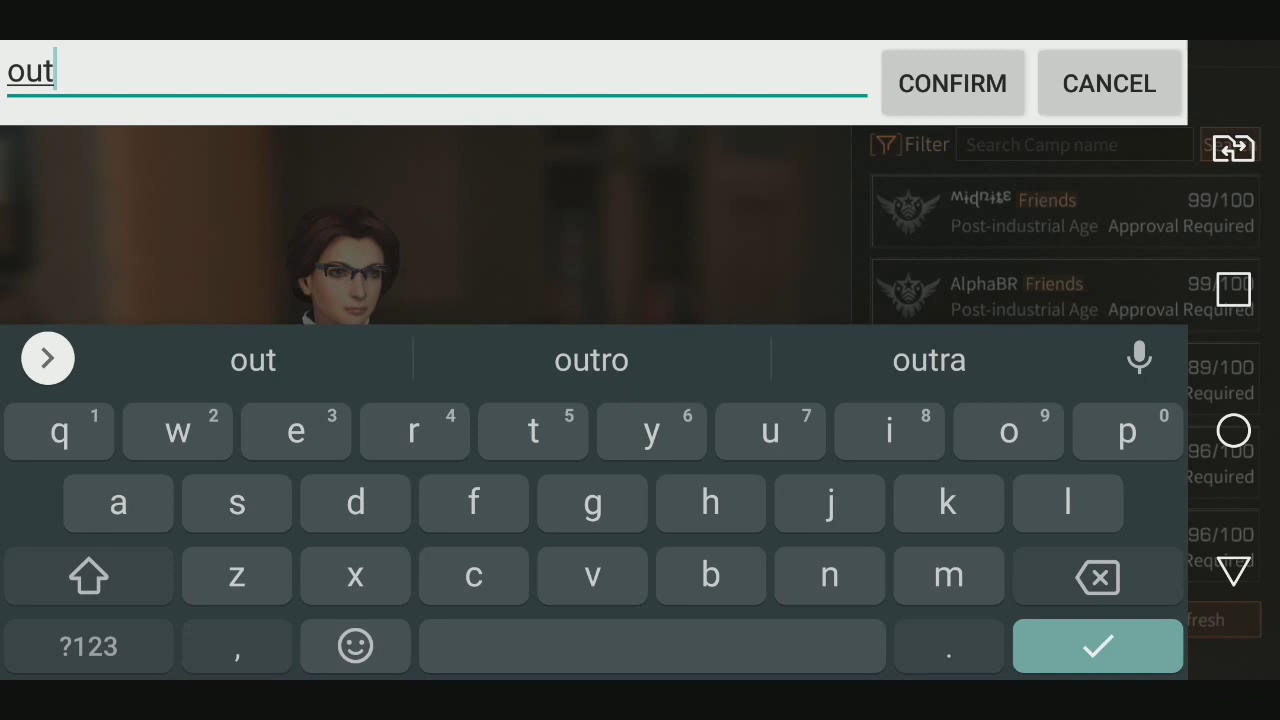 out
CONFIRM
CANCEL
Filter
Search Camp name
Friends
99/100
Post-industrial Age
Approval Required
AlphaBR
Friends
99/100
Post-industrial Age
Approval Required
89/100
Required
96/100
Required
96/100
Required
out
outro
outra
q 1
w 2
e 3
r 4
t 5
y 6
u 7
i 8
o 9
p 0
a
s
d
f
g
h
j
k
l
z
x
c
v
b
n
m
?123
,
.